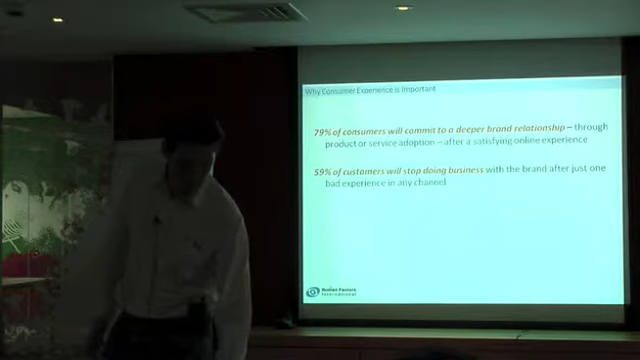 Why Consumer Experience is Important
79% of consumers will commit to a deeper brand relationship – through
product or service adoption – after a satisfying online experience
59% of customers will stop doing business with the brand after just one
bad experience in any channel
Human Factors
International